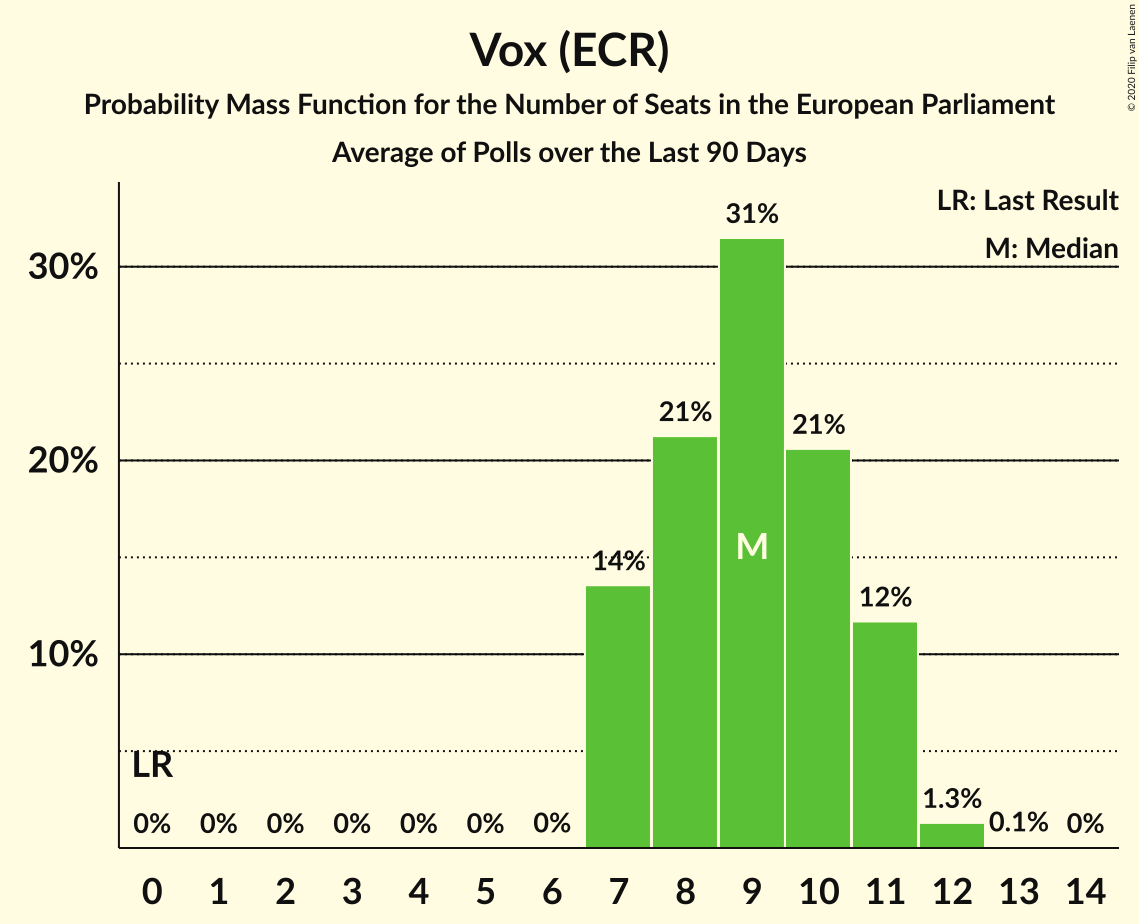 Vox (ECR)
Probability Mass Function for the Number of Seats in the European Parliament
Average of Polls over the Last 90 Days
© 2020 Filip van Laenen
LR: Last Result
M: Median
31%
30%
21%
21%
20%
M
14%
12%
10%
LR
1.3%
0% 0% 0% 0% 0% 0% 0% 0.1% 0%
0 1 2 3 4 5 6 7 8 9 10 11 12 13 14